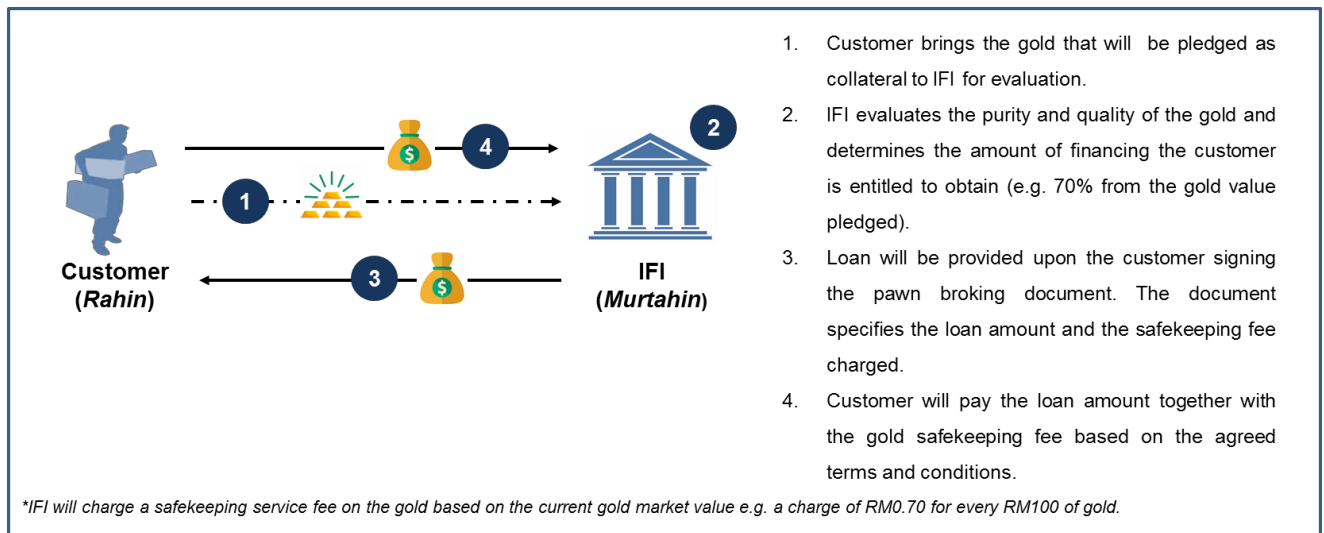 4
2
1
3
Customer
(Rahin)
IFI
(Murtahin)
1. Customer brings the gold that will be pledged as
collateral to IFI for evaluation.
2. IFI evaluates the purity and quality of the gold and
determines the amount of financing the customer
is entitled to obtain (e.g. 70% from the gold value
pledged).
3. Loan will be provided upon the customer signing
the pawn broking document. The document
specifies the loan amount and the safekeeping fee
charged.
4. Customer will pay the loan amount together with
the gold safekeeping fee based on the agreed
terms and conditions.
*IFI will charge a safekeeping service fee on the gold based on the current gold market value e.g. a charge of RM0.70 for every RM100 of gold.